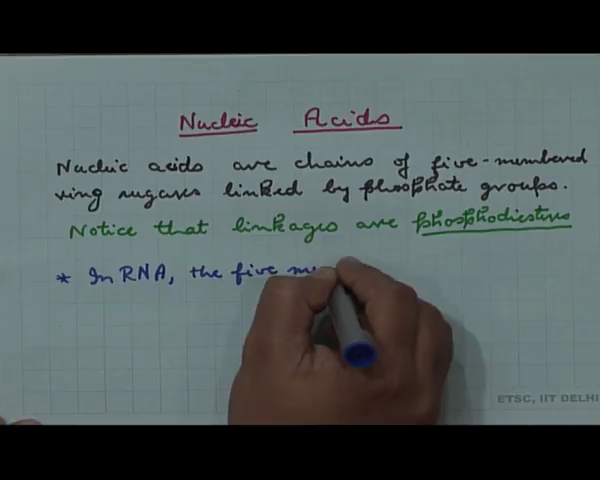 Nucleic Acids
Nucleic acids are chains of five-membered
ring sugars linked by phosphate groups.
Notice that linkages are phosphodiesters
* In RNA, the five m
ETSC, IIT DELHI